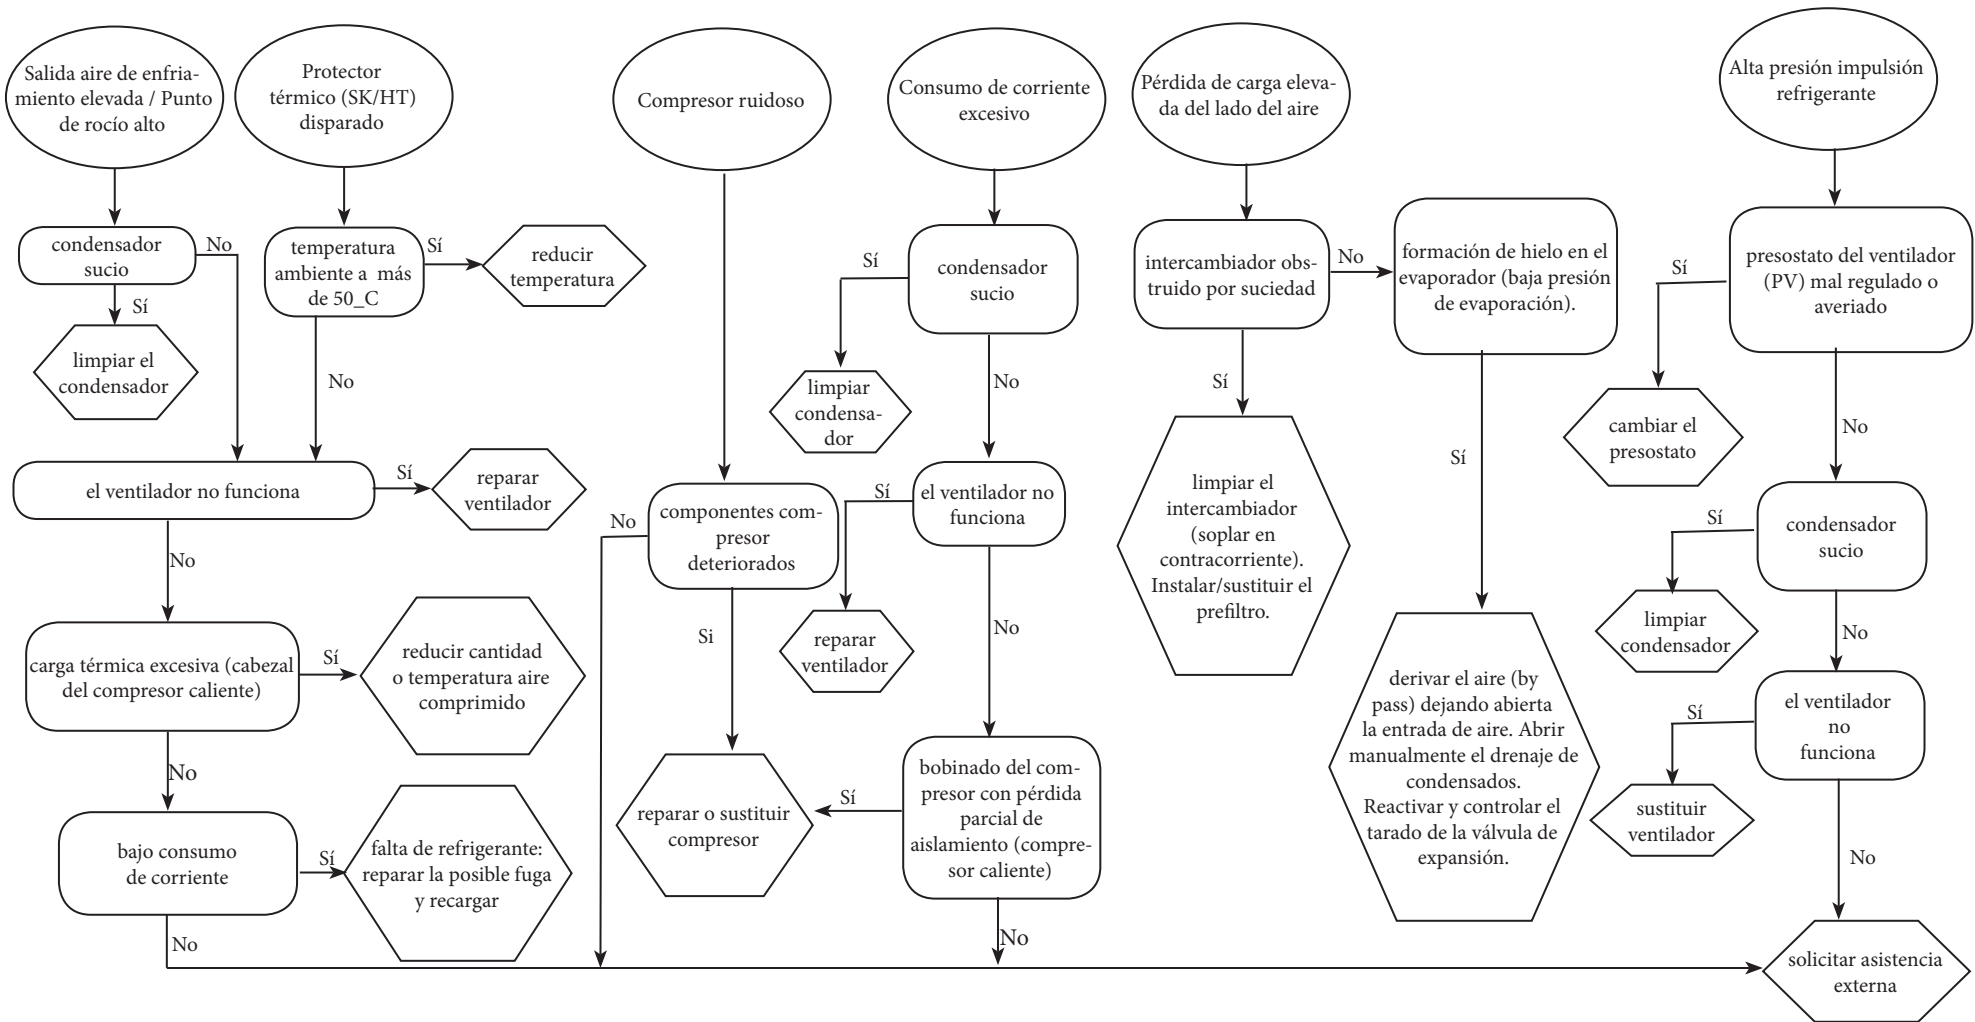 Salida aire de enfria-
miento elevada / Punto
de rocío alto
Protector
térmico (SK/HT)
disparado
Compresor ruidoso
Consumo de corriente
excesivo
Pérdida de carga eleva-
da del lado del aire
Alta presión impulsión
refrigerante
condensador
sucio
No
Sí
limpiar el
condensador
temperatura
ambiente a más
de 50_C
Sí
reducir
temperatura
No
el ventilador no funciona
Sí
reparar
ventilador
No
carga térmica excesiva (cabezal
del compresor caliente)
Sí
reducir cantidad
o temperatura aire
comprimido
No
bajo consumo
de corriente
Sí
falta de refrigerante:
reparar la posible fuga
y recargar
No
componentes com-
presor
deteriorados
No
Si
reparar o sustituir
compresor
condensador
sucio
Sí
limpiar
condensa-
dor
No
el ventilador no
funciona
Sí
reparar
ventilador
No
bobinado del com-
presor con pérdida
parcial de
aislamiento (compre-
sor caliente)
Sí
No
intercambiador obs-
truido por suciedad
No
Sí
limpiar el
intercambiador
(soplar en
contracorriente).
Instalar/sustituir el
prefiltro.
formación de hielo en el
evaporador (baja presión
de evaporación).
Sí
derivar el aire (by
pass) dejando abierta
la entrada de aire. Abrir
manualmente el drenaje de
condensados.
Reactivar y controlar el
tarado de la válvula de
expansión.
presostato del ventilador
(PV) mal regulado o
averiado
Sí
cambiar el
presostato
No
condensador
sucio
Sí
limpiar
condensador
No
el ventilador
no
funciona
Sí
sustituir
ventilador
No
solicitar asistencia
externa